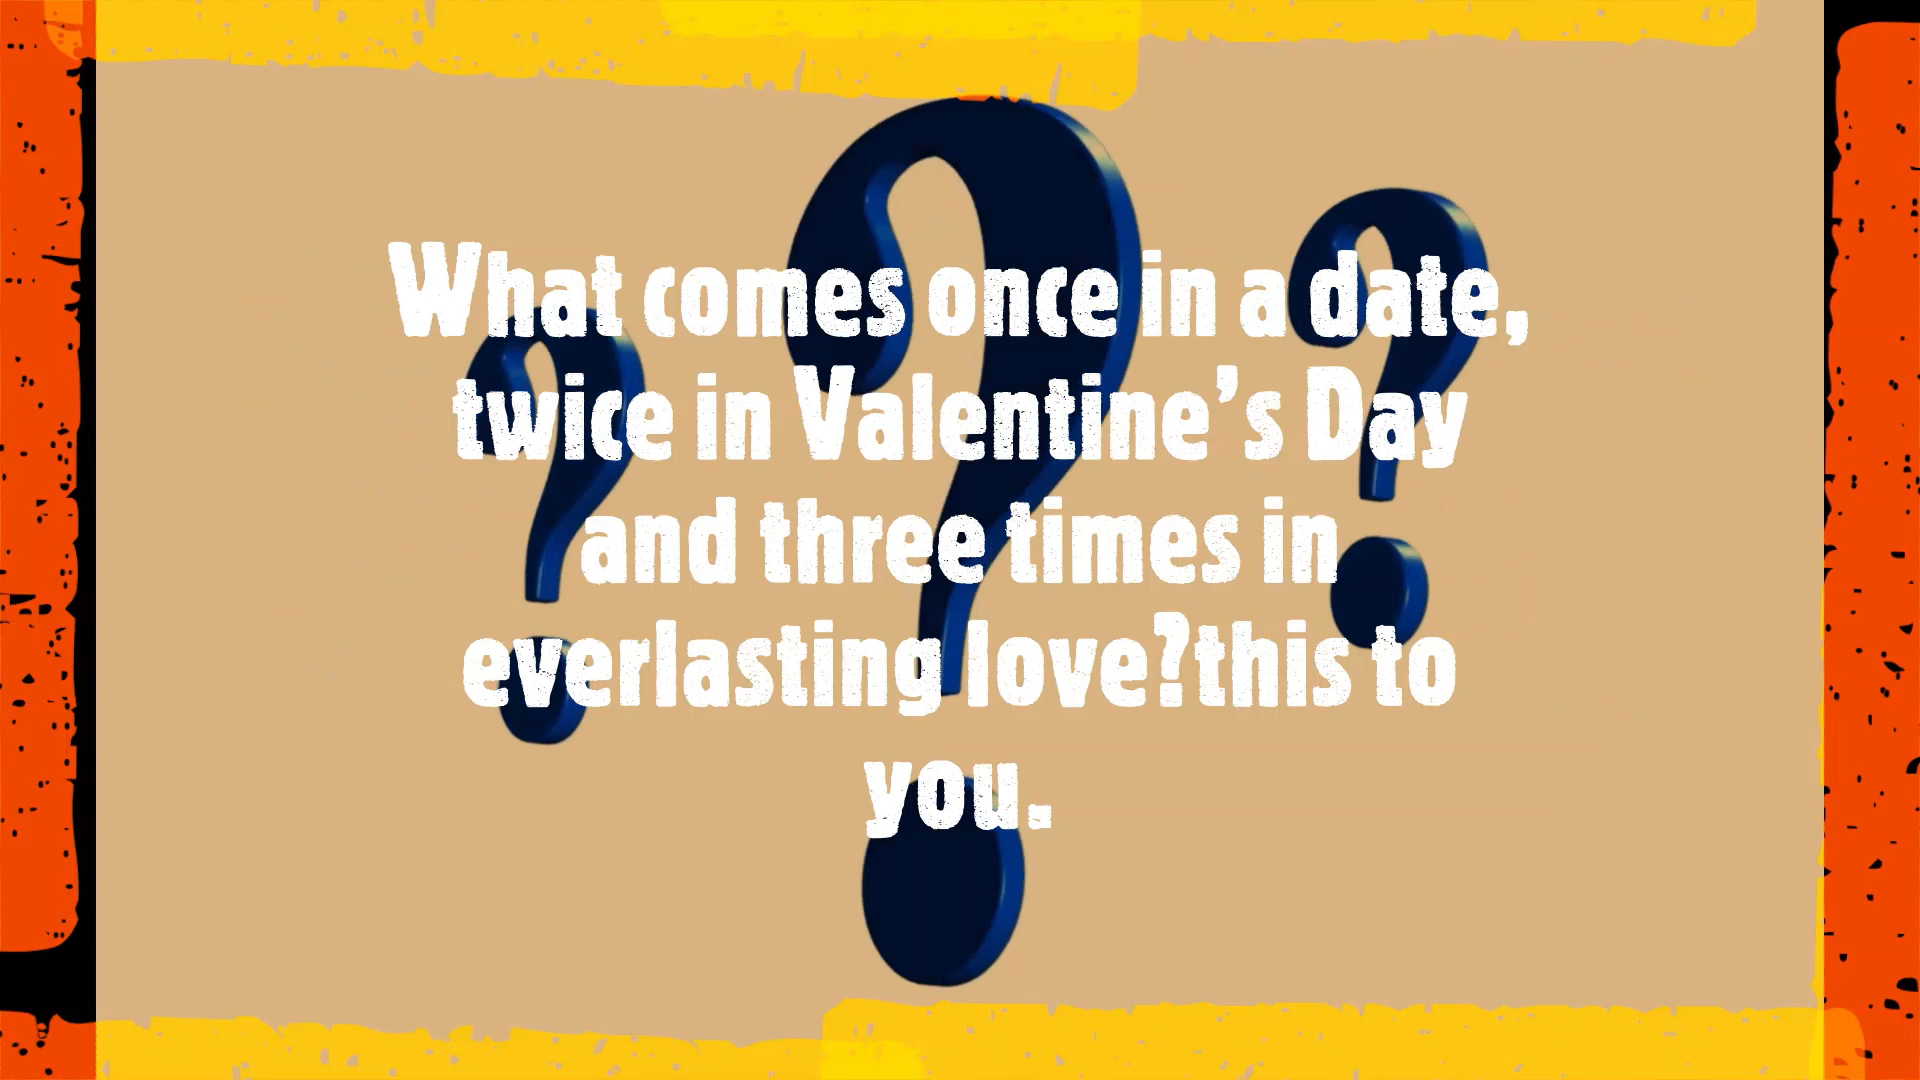 What comes once in a date,
twice in Valentine’s Day
and three times in
everlasting love?this to
you.